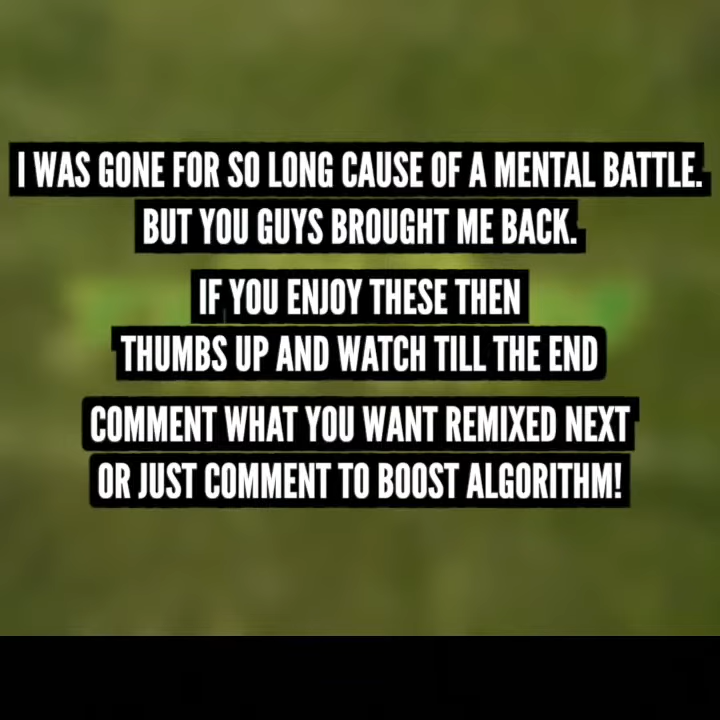 I WAS GONE FOR SO LONG CAUSE OF A MENTAL BATTLE.
BUT YOU GUYS BROUGHT ME BACK.
IF YOU ENJOY THESE THEN
THUMBS UP AND WATCH TILL THE END
COMMENT WHAT YOU WANT REMIXED NEXT
OR JUST COMMENT TO BOOST ALGORITHM!